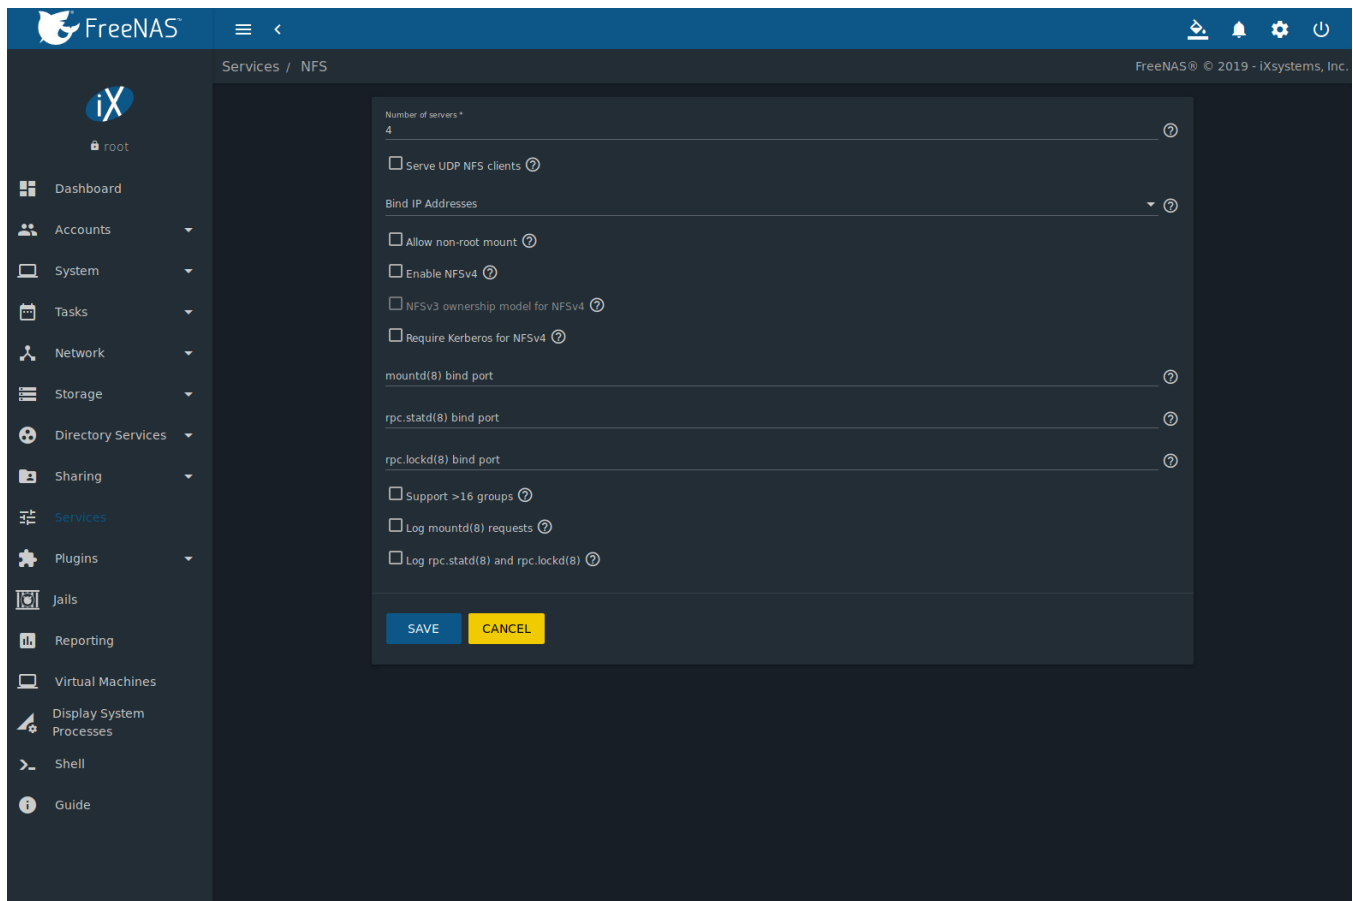 FreeNAS™
Services / NFS
FreeNAS® © 2019 - iXsystems, Inc.
iX
root
Dashboard
Accounts
System
Tasks
Network
Storage
Directory Services
Sharing
Services
Plugins
Jails
Reporting
Virtual Machines
Display System
Processes
Shell
Guide
Number of servers *
4
Serve UDP NFS clients
Bind IP Addresses
Allow non-root mount
Enable NFSv4
NFSv3 ownership model for NFSv4
Require Kerberos for NFSv4
mountd(8) bind port
rpc.statd(8) bind port
rpc.lockd(8) bind port
Support >16 groups
Log mountd(8) requests
Log rpc.statd(8) and rpc.lockd(8)
SAVE CANCEL